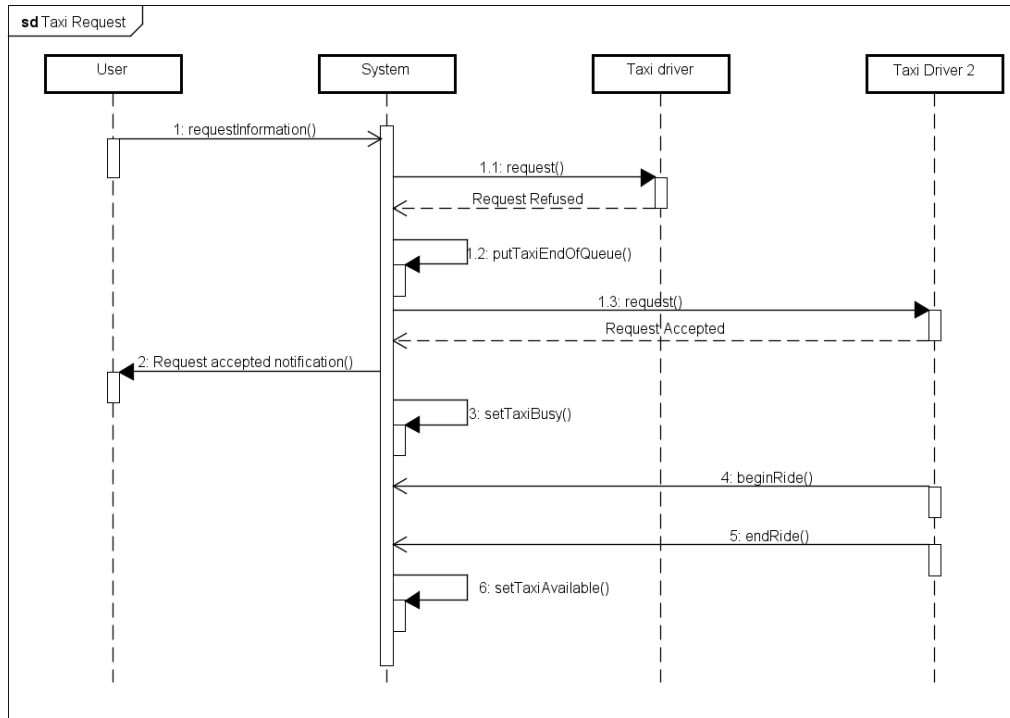 sd Taxi Request
User
System
Taxi driver
Taxi Driver 2
1: requestInformation()
1.1: request()
Request Refused
1.2: putTaxiEndOfQueue()
1.3: request()
Request Accepted
2: Request accepted notification()
3: setTaxiBusy()
4: beginRide()
5: endRide()
6: setTaxiAvailable()